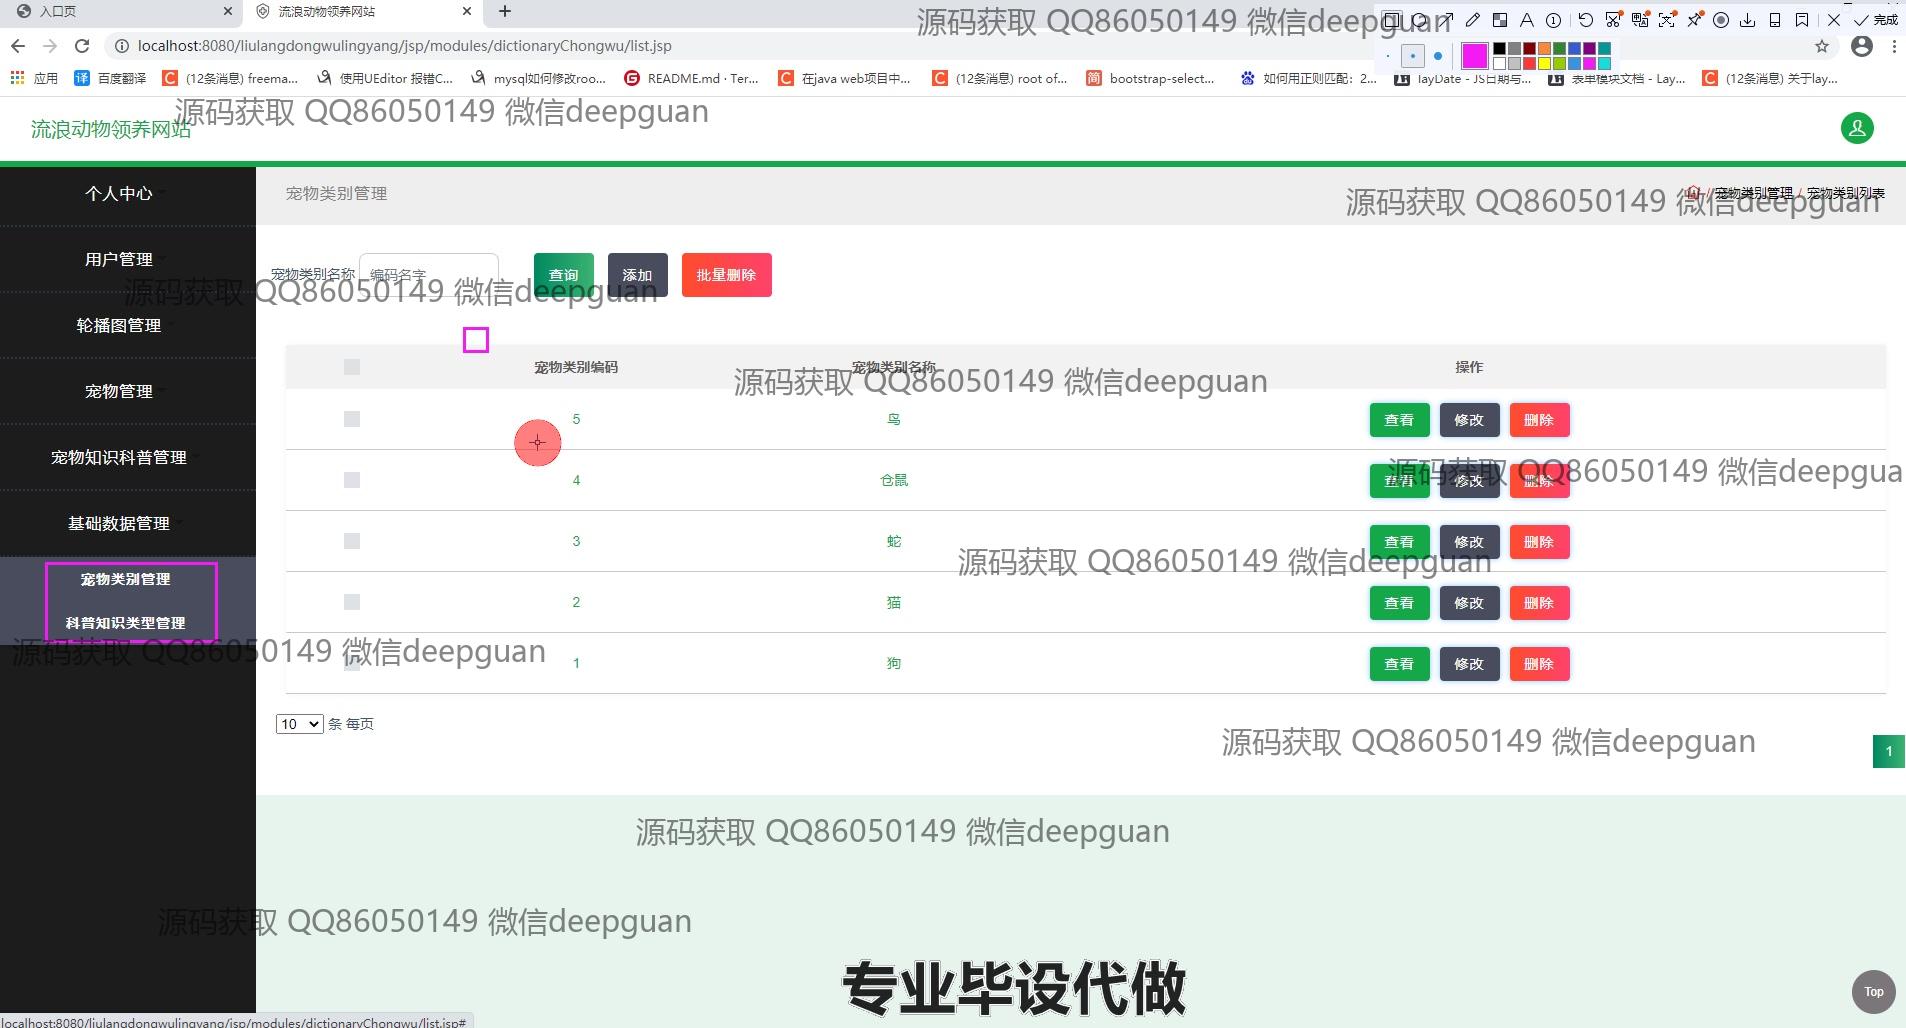 入口页
流浪动物领养网站
源码获取 QQ86050149 微信deepguan
完成
localhost:8080/liulangdongwulingyang/jsp/modules/dictionaryChongwu/list.jsp
应用 百度翻译 (12条消息) freema... 使用UEditor 报错C... mysql如何修改roo... README.md · Ter... 在java web项目中... (12条消息) root of... bootstrap-select... 如何用正则匹配：2... layDate - JS日期与... 表单模块文档 - Lay... (12条消息) 关于lay...
源码获取 QQ86050149 微信deepguan
流浪动物领养网站
个人中心
宠物类别管理
宠物类别管理 / 宠物类别列表
源码获取 QQ86050149 微信deepguan
用户管理
宠物类别名称 编码名字 查询 添加 批量删除
源码获取 QQ86050149 微信deepguan
轮播图管理
宠物类别编码 宠物类别名称 操作
源码获取 QQ86050149 微信deepguan
宠物管理
5 鸟 查看 修改 删除
宠物知识科普管理
源码获取 QQ86050149 微信deepgua
4 仓鼠 查看 修改 删除
基础数据管理
3 蛇 查看 修改 删除
源码获取 QQ86050149 微信deepguan
宠物类别管理
2 猫 查看 修改 删除
科普知识类型管理
源码获取 QQ86050149 微信deepguan
1 狗 查看 修改 删除
10 条 每页
源码获取 QQ86050149 微信deepguan
1
源码获取 QQ86050149 微信deepguan
源码获取 QQ86050149 微信deepguan
专业毕设代做
Top
localhost:8080/liulangdongwulingyang/jsp/modules/dictionaryChongwu/list.jsp#